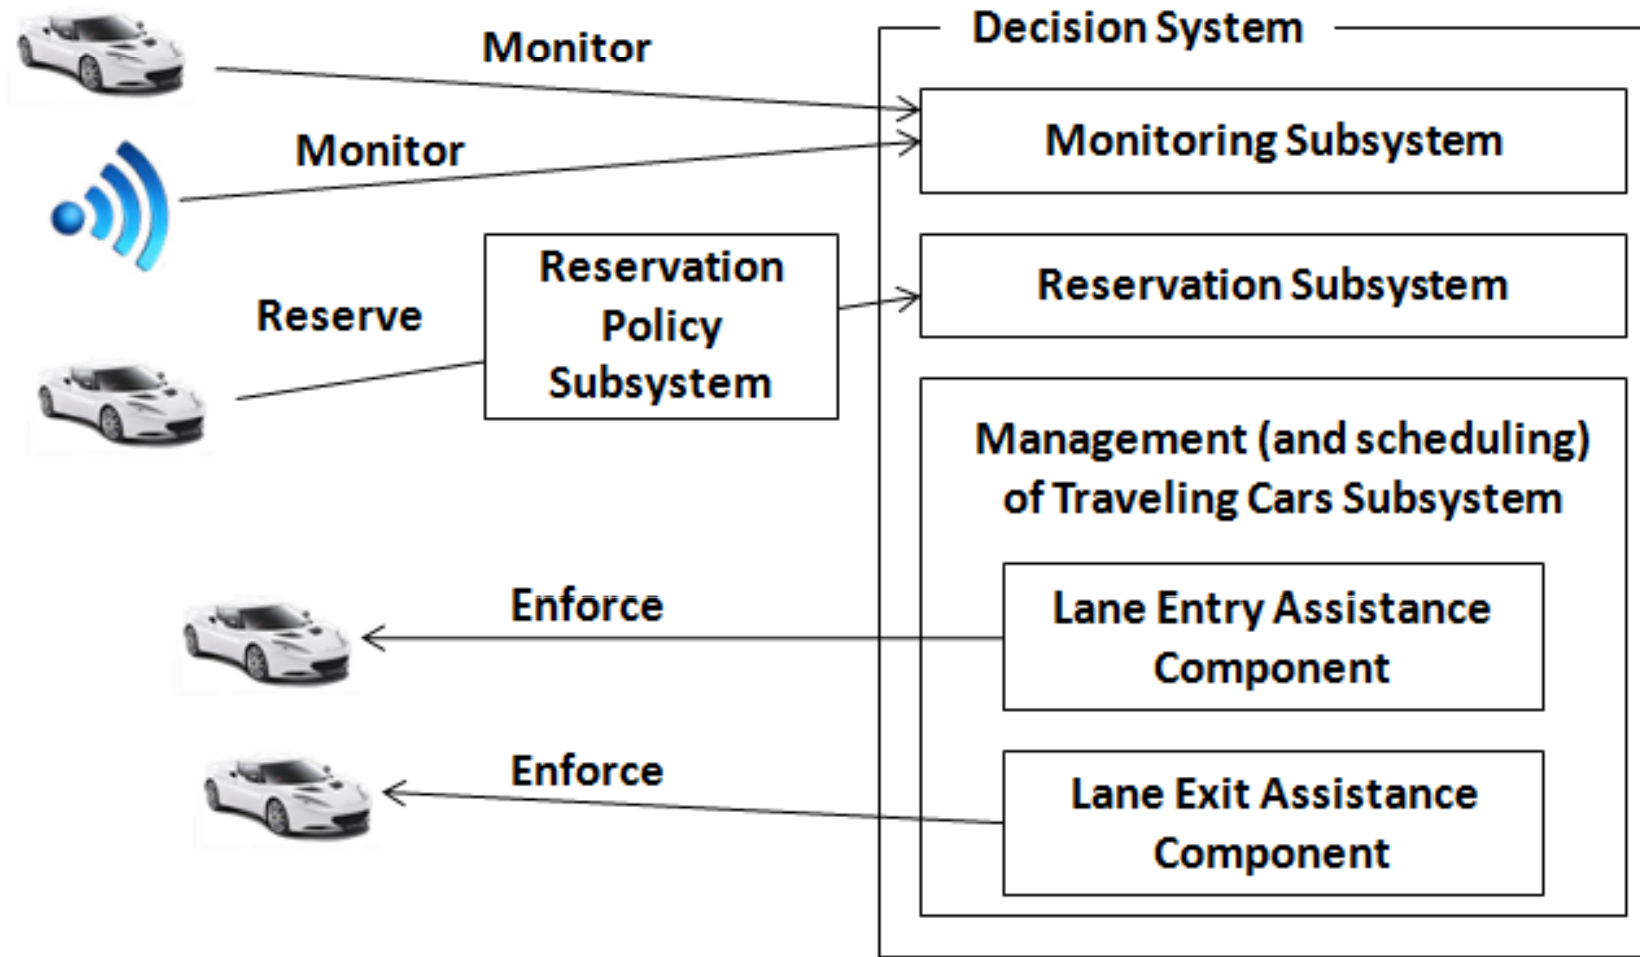 Decision System
Monitor
Monitoring Subsystem
Monitor
Reservation
Policy
Subsystem
Reservation Subsystem
Reserve
Management (and scheduling)
of Traveling Cars Subsystem
Enforce
Lane Entry Assistance
Component
Enforce
Lane Exit Assistance
Component